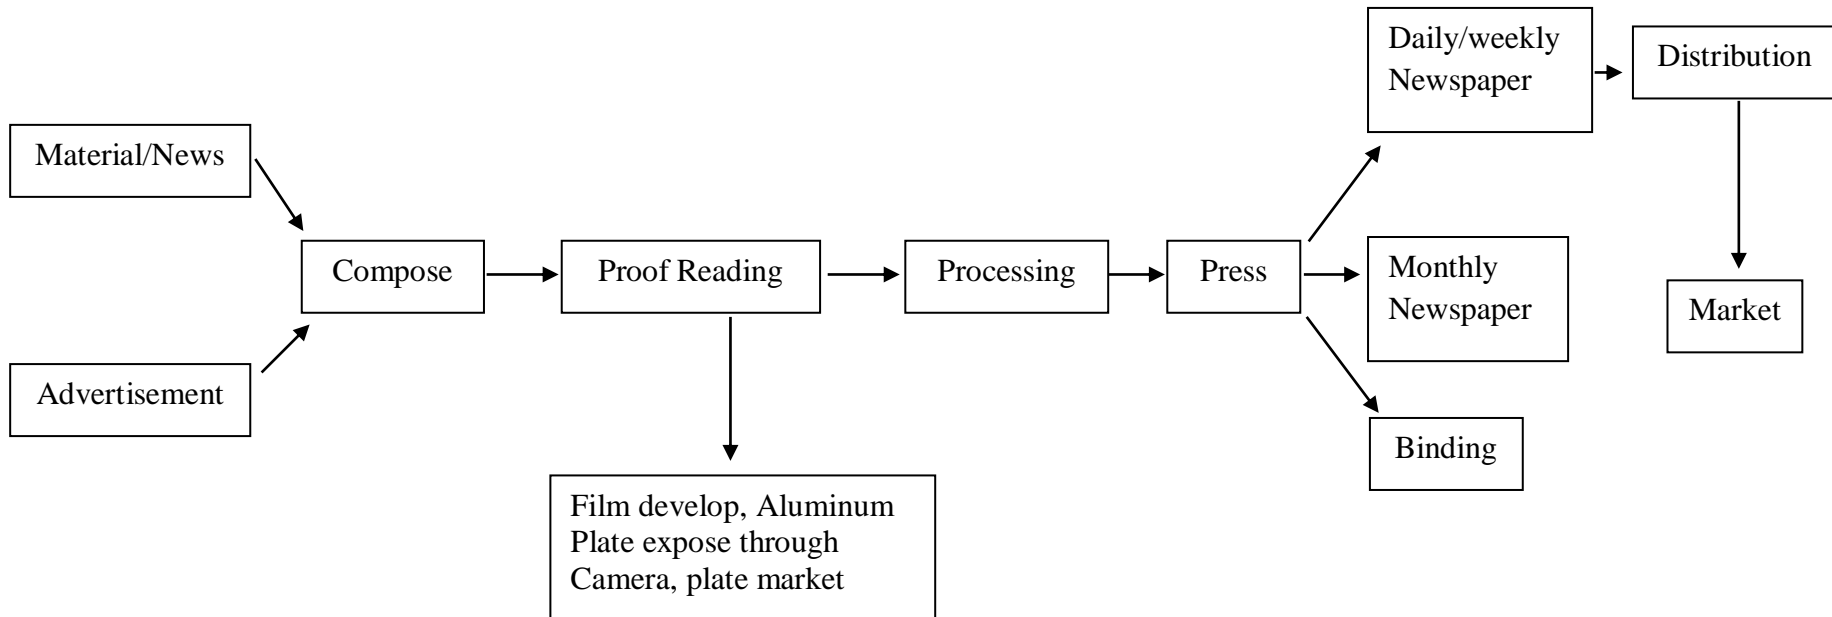 Daily/weekly
Newspaper
Distribution
Material/News
Compose
Proof Reading
Processing
Press
Monthly
Newspaper
Market
Advertisement
Binding
Film develop, Aluminum
Plate expose through
Camera, plate market